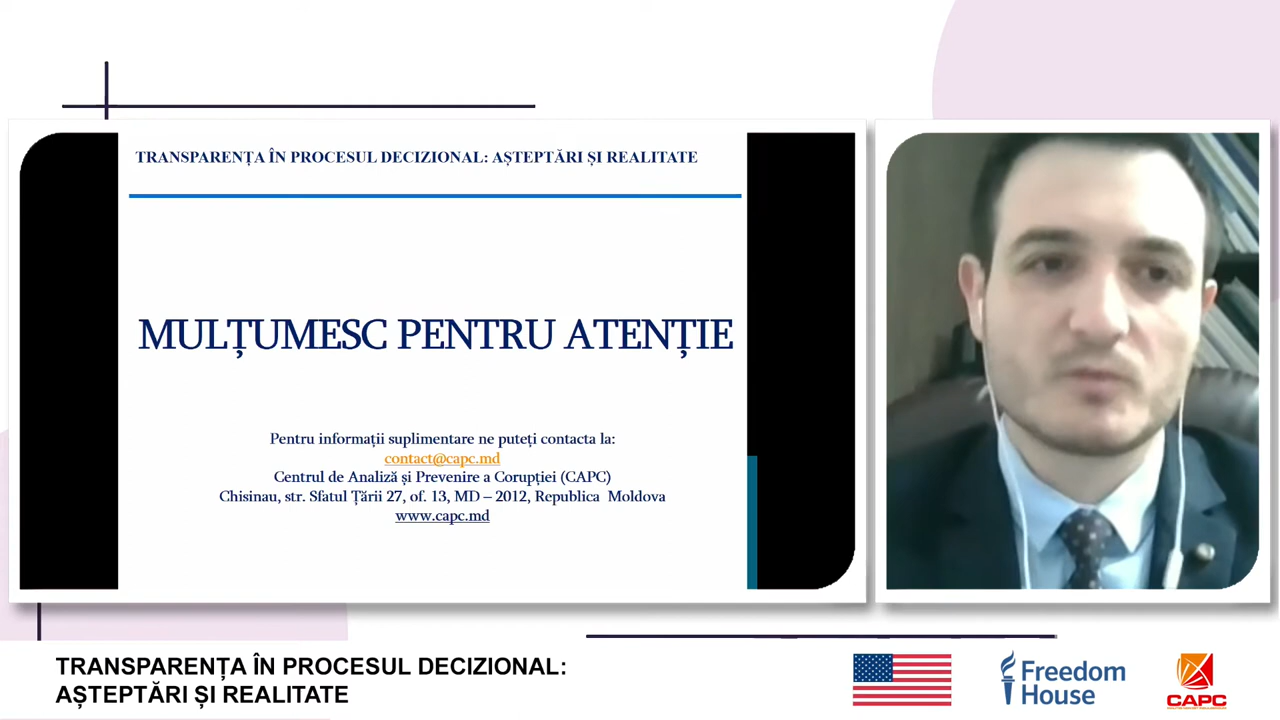 TRANSPARENȚA ÎN PROCESUL DECIZIONAL: AȘTEPTĂRI ȘI REALITATE
MULȚUMESC PENTRU ATENȚIE
Pentru informații suplimentare ne puteți contacta la:
contact@capc.md
Centrul de Analiză și Prevenire a Corupției (CAPC)
Chisinau, str. Sfatul Țării 27, of. 13, MD – 2012, Republica Moldova
www.capc.md
TRANSPARENȚA ÎN PROCESUL DECIZIONAL:
AȘTEPTĂRI ȘI REALITATE
Freedom
House
CAPC